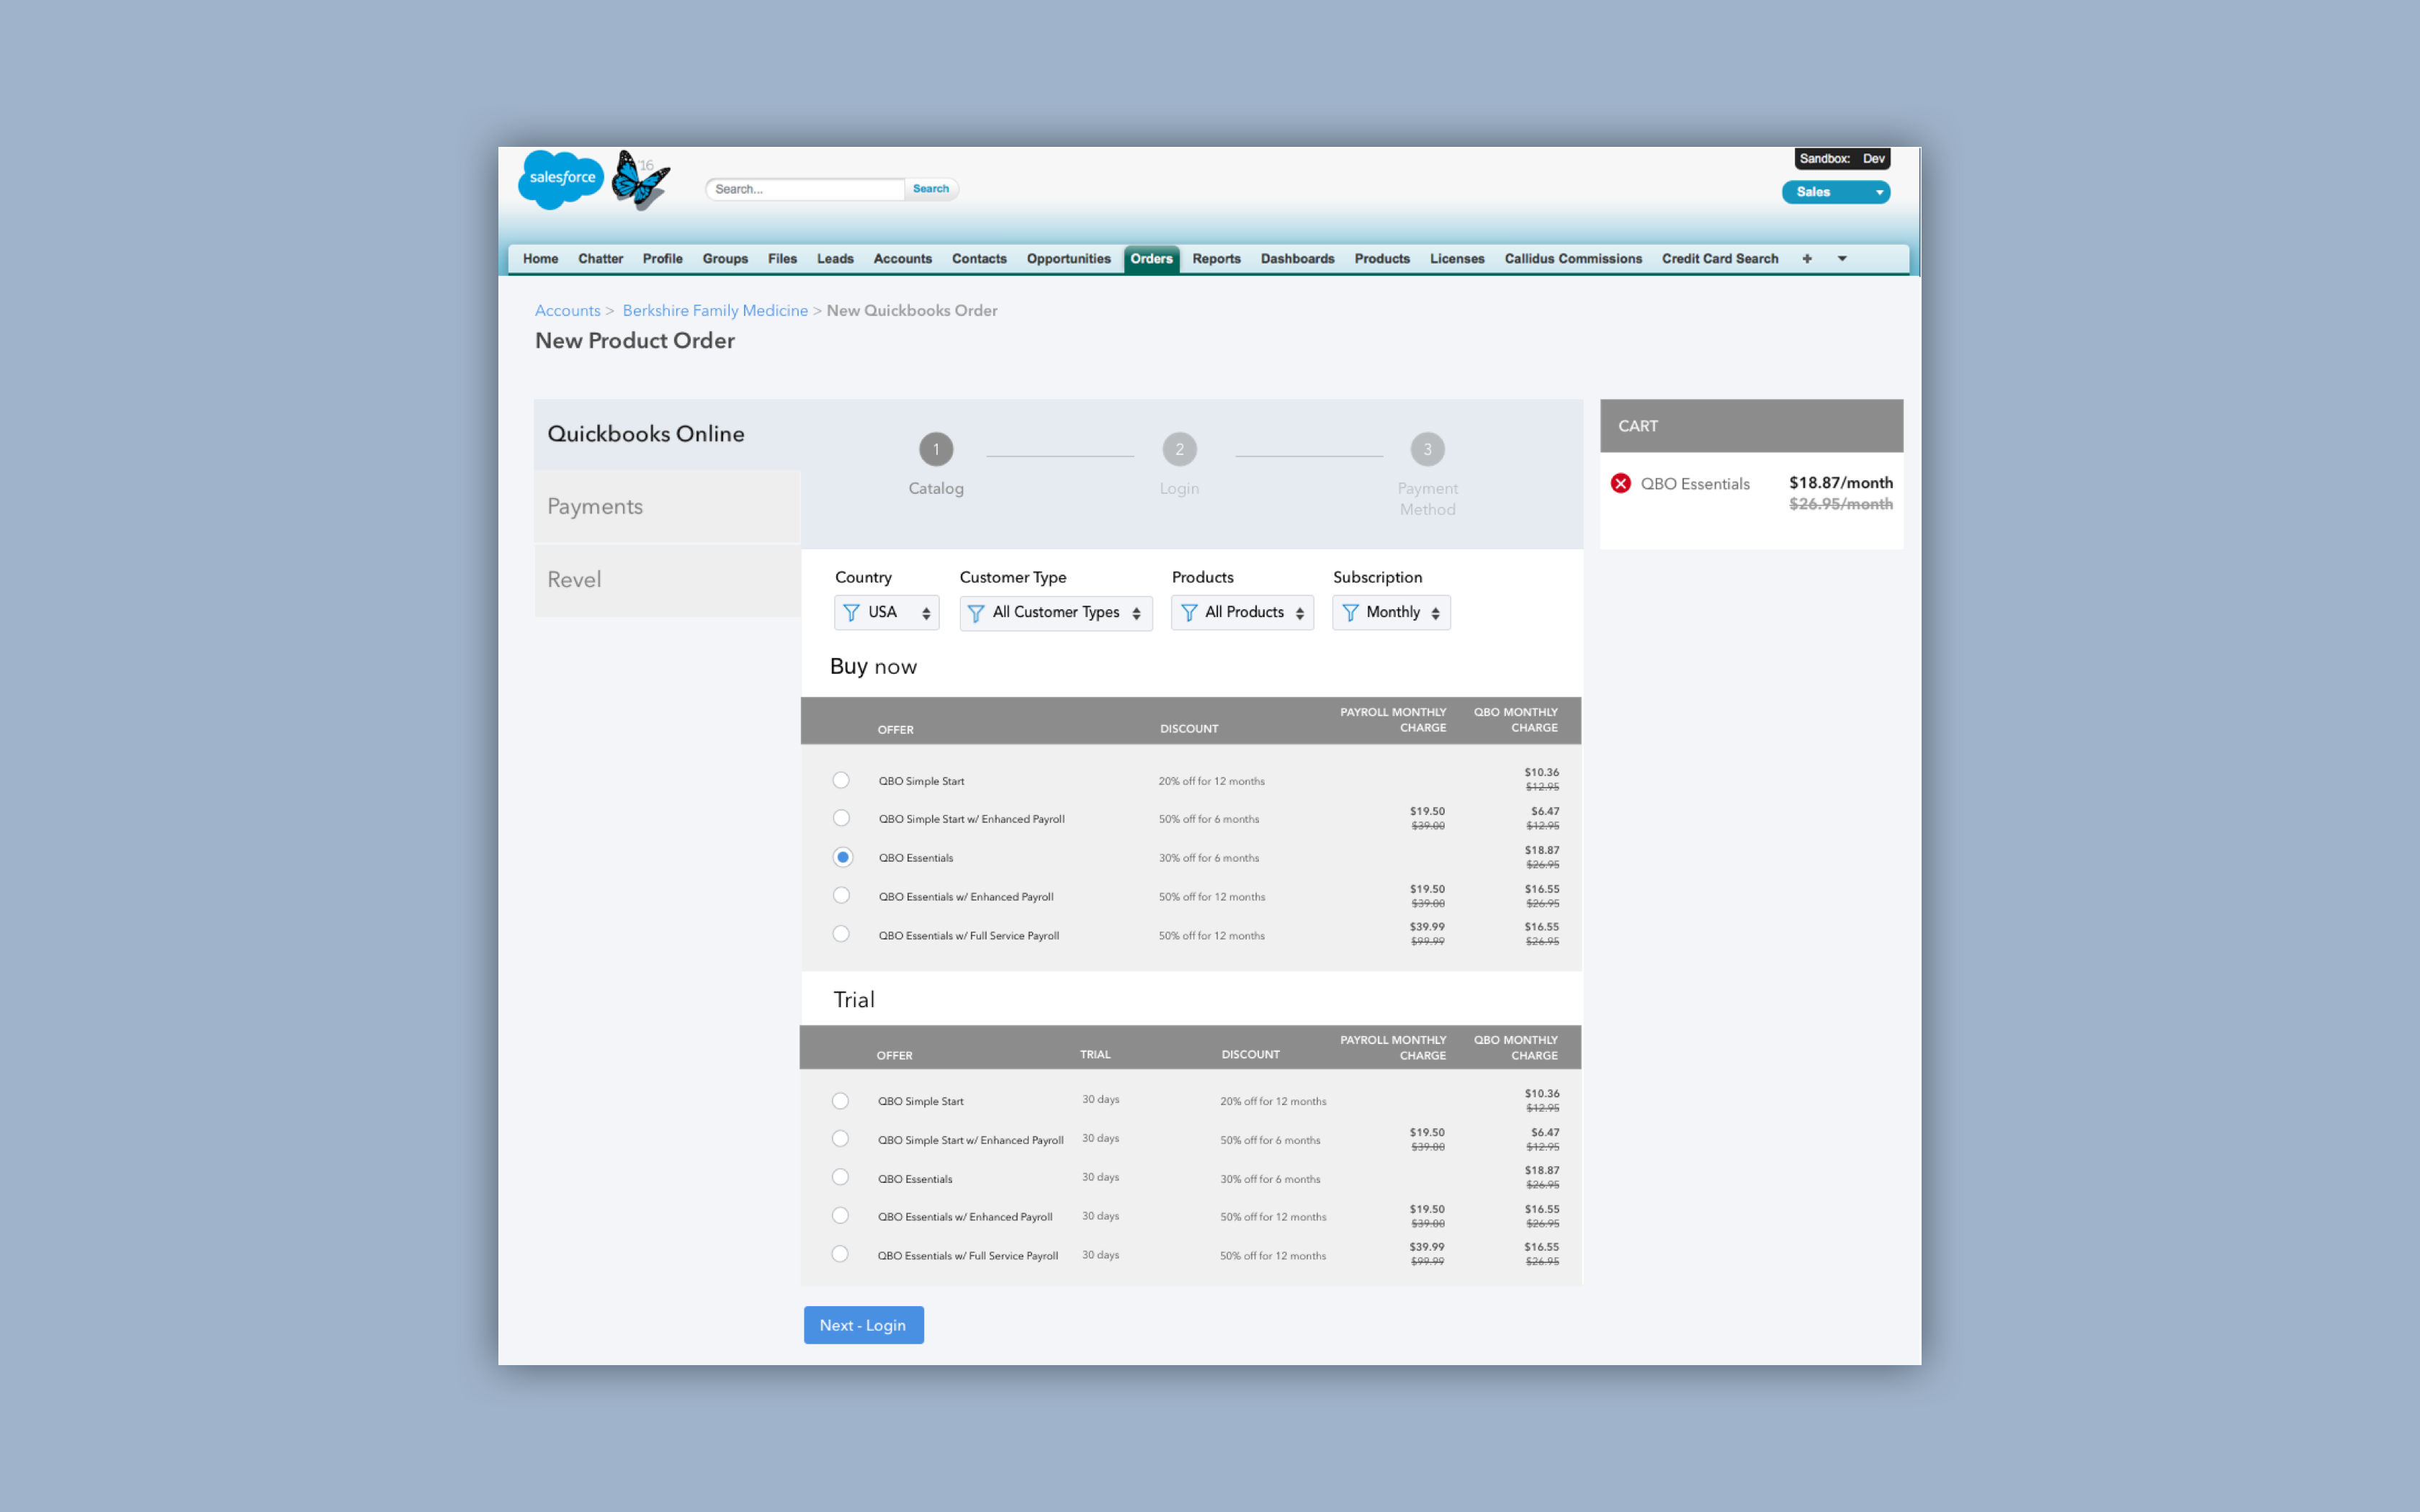 salesforce
'16
Search...
Search
Sandbox: Dev
Sales
Home Chatter Profile Groups Files Leads Accounts Contacts Opportunities Orders Reports Dashboards Products Licenses Callidus Commissions Credit Card Search +
Accounts > Berkshire Family Medicine > New Quickbooks Order
New Product Order
Quickbooks Online
Payments
Revel
1
Catalog
2
Login
3
Payment
Method
CART
QBO Essentials $18.87/month
$26.95/month
Country Customer Type Products Subscription
USA All Customer Types All Products Monthly
Buy now
OFFER DISCOUNT PAYROLL MONTHLY CHARGE QBO MONTHLY CHARGE
QBO Simple Start 20% off for 12 months $10.36
$12.95
QBO Simple Start w/ Enhanced Payroll 50% off for 6 months $19.50 $6.47
$39.00 $12.95
QBO Essentials 30% off for 6 months $18.87
$26.95
QBO Essentials w/ Enhanced Payroll 50% off for 12 months $19.50 $16.55
$39.00 $26.95
QBO Essentials w/ Full Service Payroll 50% off for 12 months $39.99 $16.55
$99.99 $26.95
Trial
OFFER TRIAL DISCOUNT PAYROLL MONTHLY CHARGE QBO MONTHLY CHARGE
QBO Simple Start 30 days 20% off for 12 months $10.36
$12.95
QBO Simple Start w/ Enhanced Payroll 30 days 50% off for 6 months $19.50 $6.47
$39.00 $12.95
QBO Essentials 30 days 30% off for 6 months $18.87
$26.95
QBO Essentials w/ Enhanced Payroll 30 days 50% off for 12 months $19.50 $16.55
$39.00 $26.95
QBO Essentials w/ Full Service Payroll 30 days 50% off for 12 months $39.99 $16.55
$99.99 $26.95
Next - Login